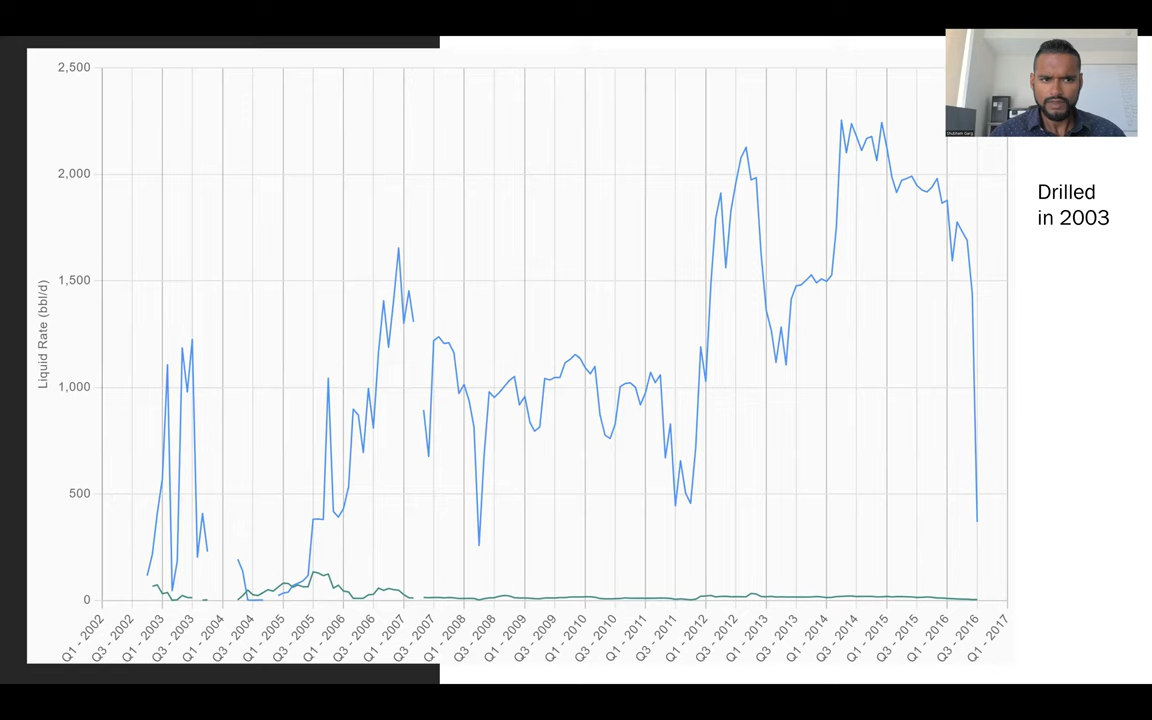 2,500
2,000
1,500
1,000
500
0
Liquid Rate (bbl/d)
Q1 - 2002
Q3 - 2002
Q1 - 2003
Q3 - 2003
Q1 - 2004
Q3 - 2004
Q1 - 2005
Q3 - 2005
Q1 - 2006
Q3 - 2006
Q1 - 2007
Q3 - 2007
Q1 - 2008
Q3 - 2008
Q1 - 2009
Q3 - 2009
Q1 - 2010
Q3 - 2010
Q1 - 2011
Q3 - 2011
Q1 - 2012
Q3 - 2012
Q1 - 2013
Q3 - 2013
Q1 - 2014
Q3 - 2014
Q1 - 2015
Q3 - 2015
Q1 - 2016
Q3 - 2016
Q1 - 2017
Drilled
in 2003